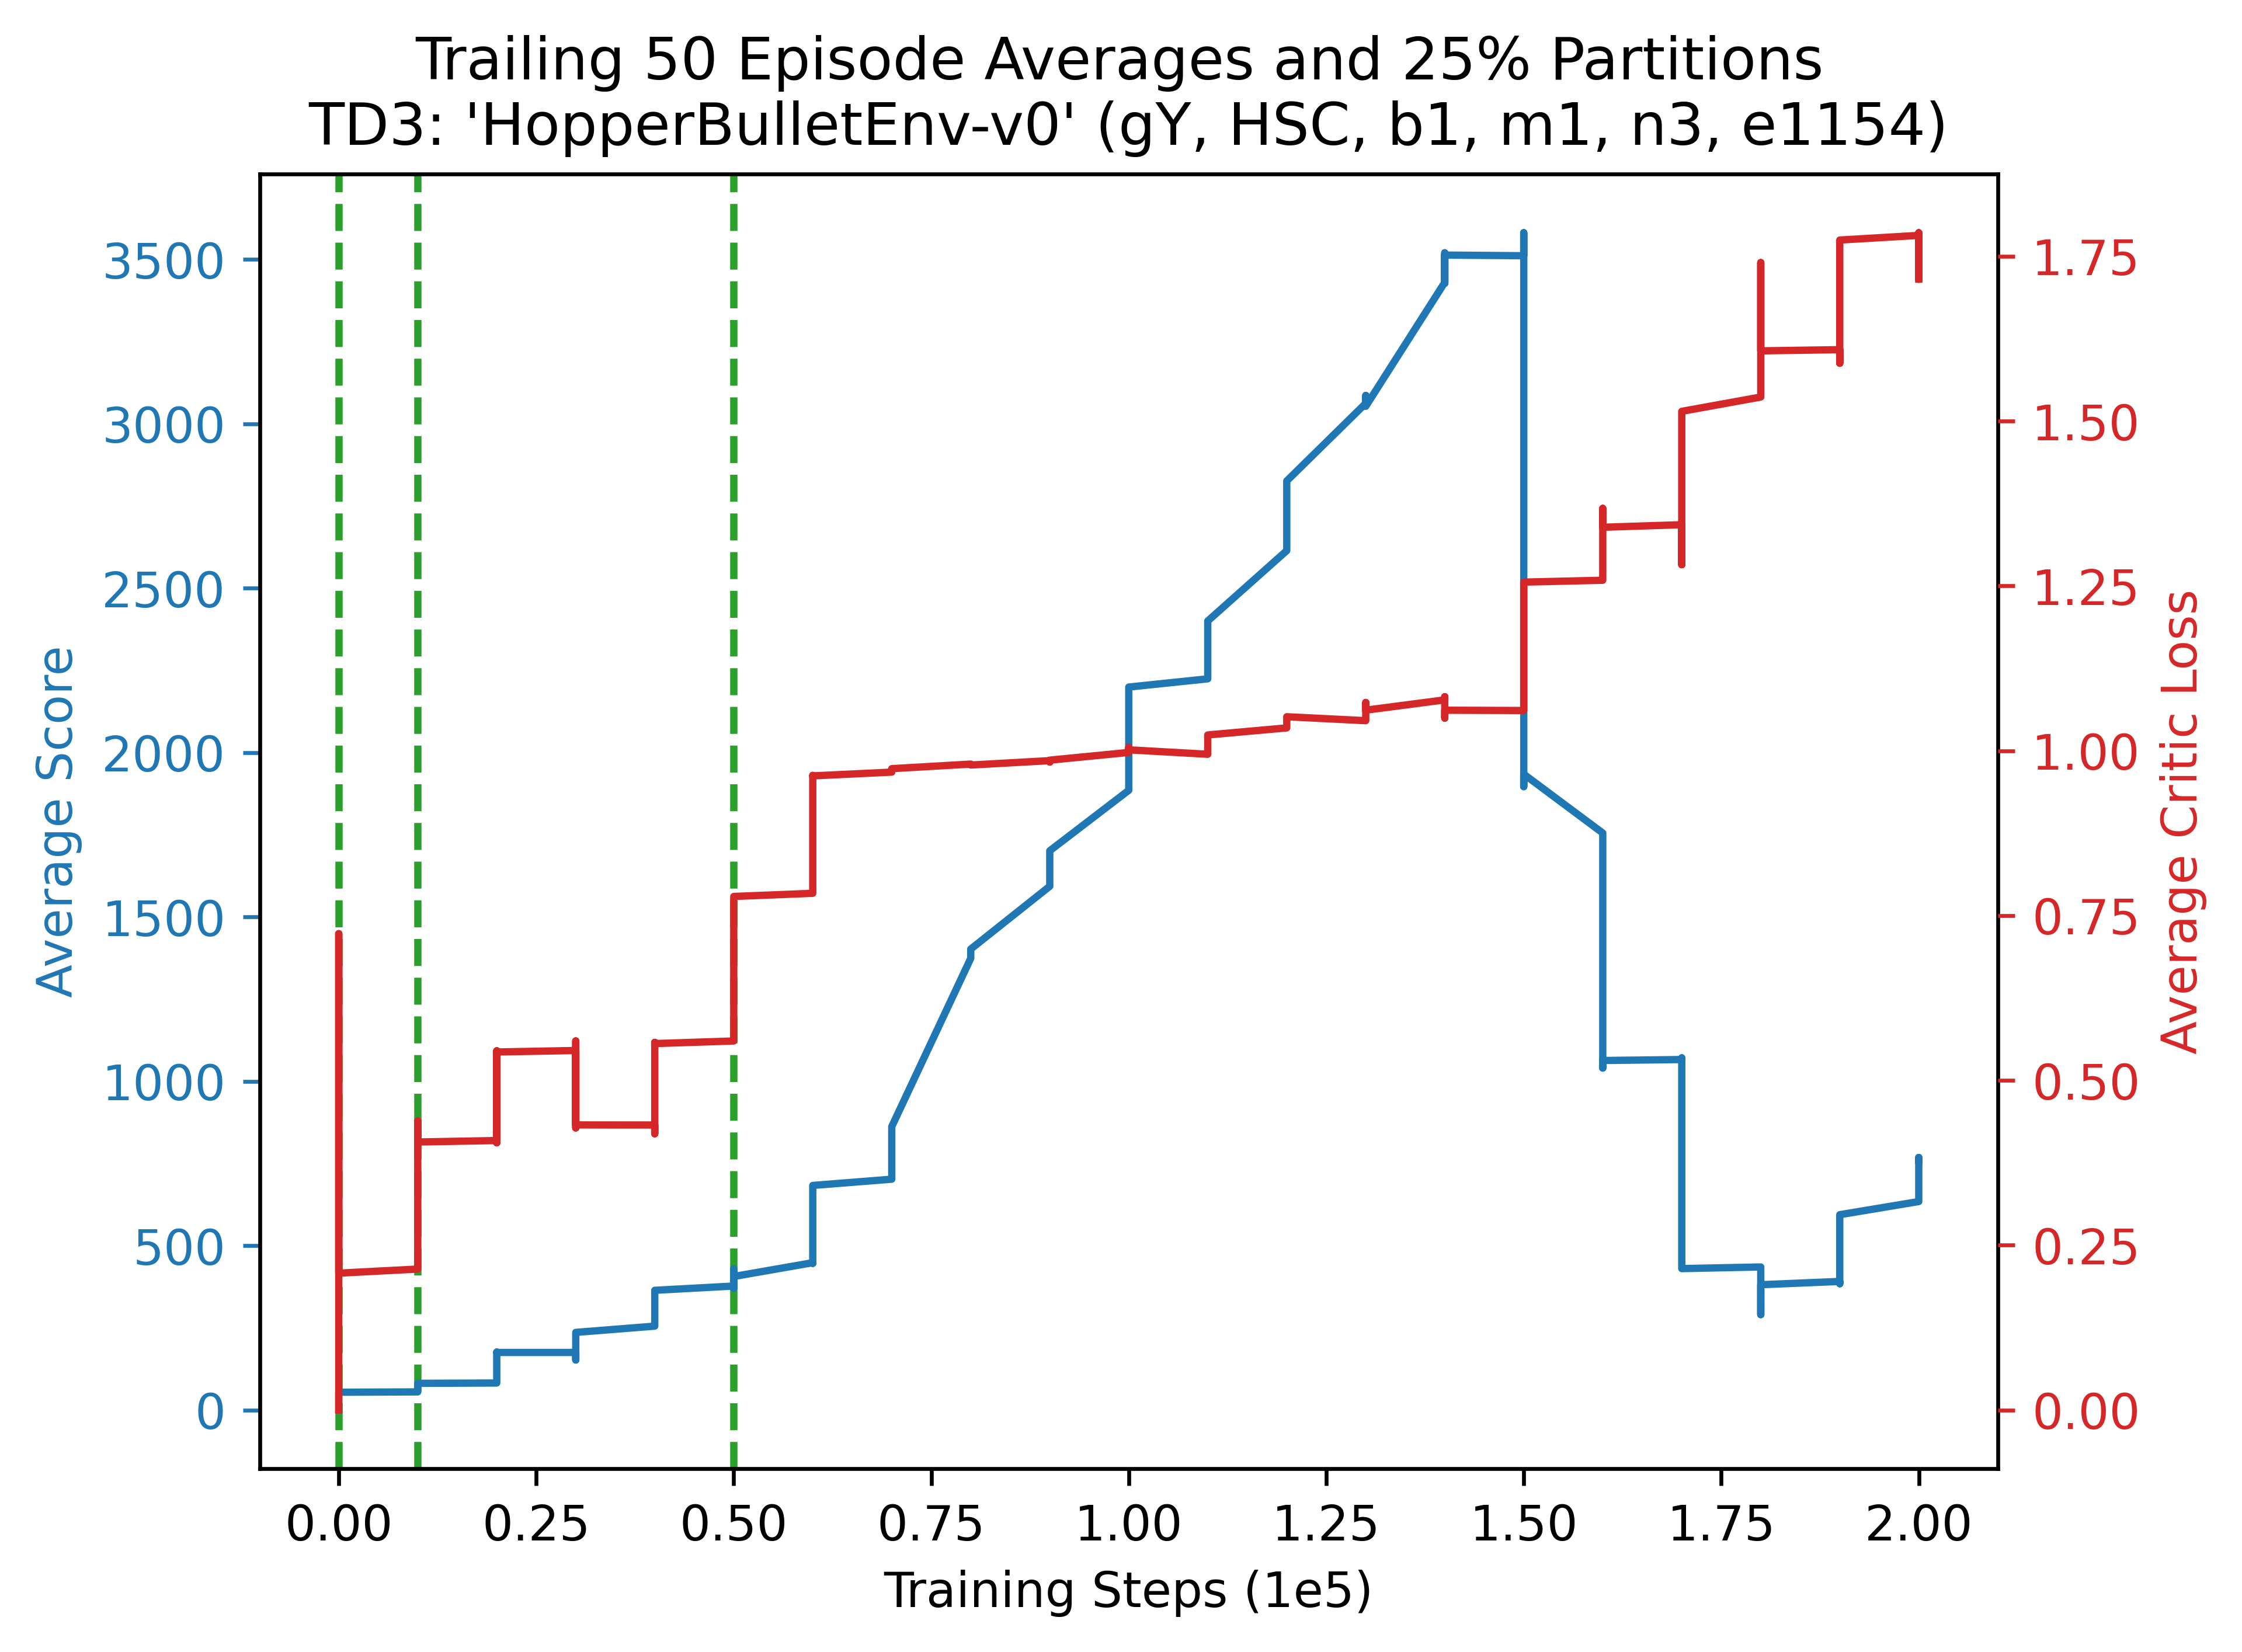 Trailing 50 Episode Averages and 25% Partitions
TD3: 'HopperBulletEnv-v0' (gY, HSC, b1, m1, n3, e1154)
Average Score
3500
3000
2500
2000
1500
1000
500
0
1.75
1.50
1.25
1.00
0.75
0.50
0.25
0.00
Average Critic Loss
0.00 0.25 0.50 0.75 1.00 1.25 1.50 1.75 2.00
Training Steps (1e5)